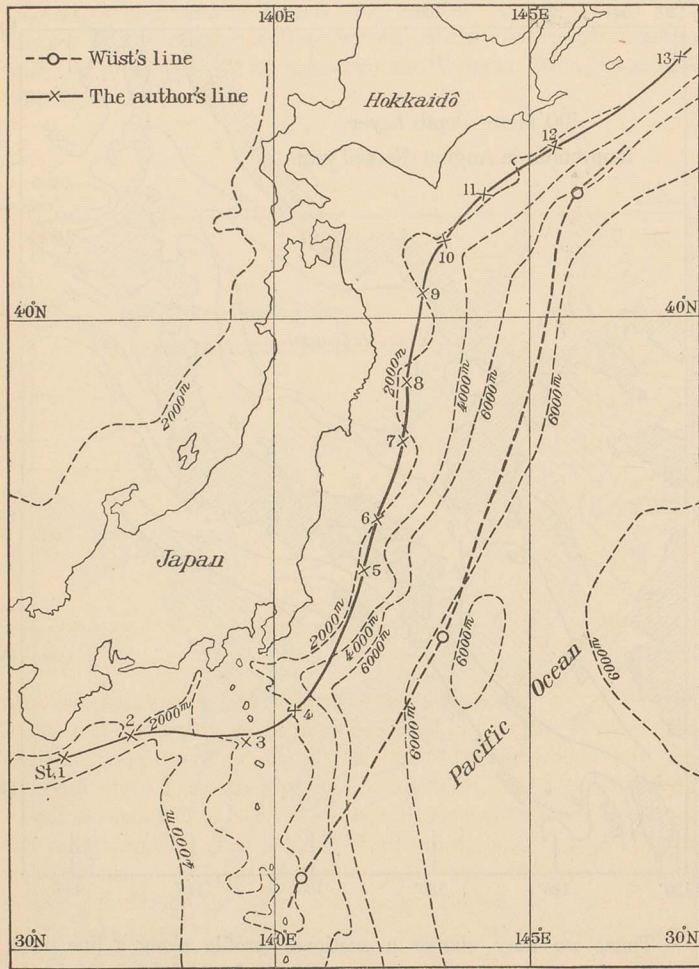 140°E 145°E
Wüst's line
The author's line
Hokkaidô
13
12
11
10
9
40°N 40°N
2000m
2000m
8
4000m
6000m
6000m
7
6
Japan
5
2000m
4000m
6000m
6000m
6000m
Pacific Ocean
2
2000m
3
4
6000m
St.1
4000m
30°N 140°E 145°E 30°N